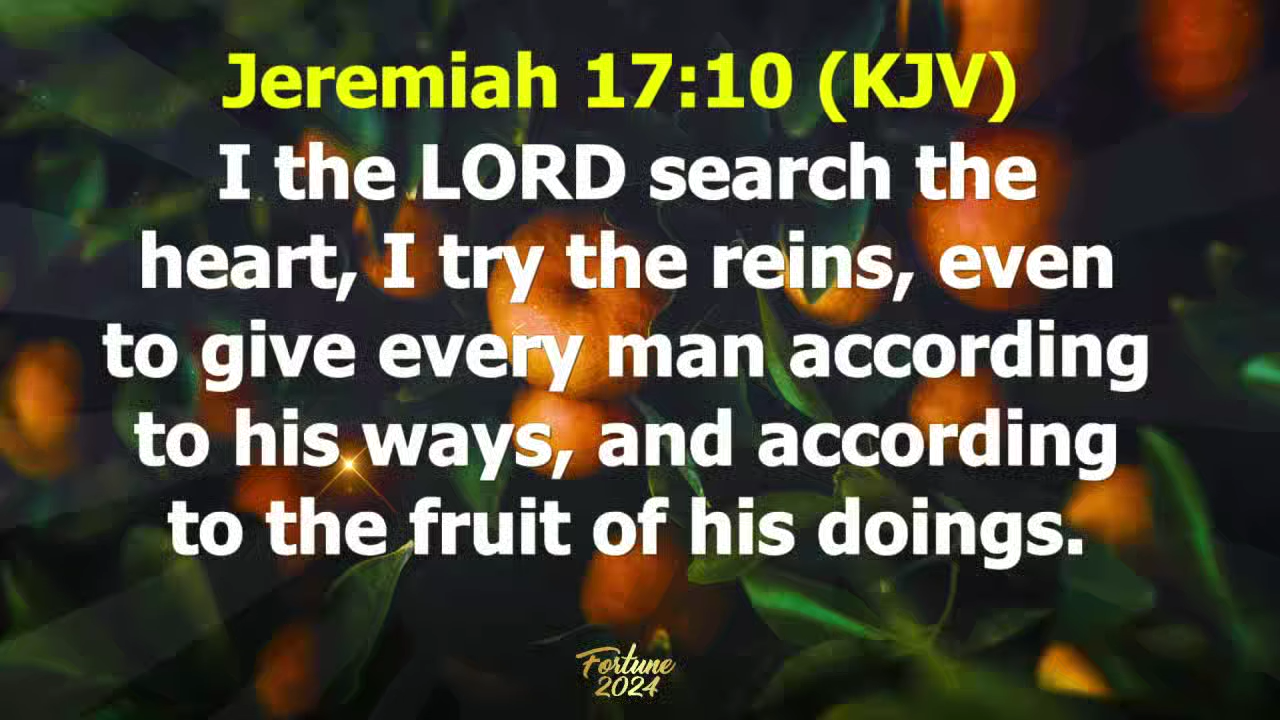 Jeremiah 17:10 (KJV)
I the LORD search the
heart, I try the reins, even
to give every man according
to his ways, and according
to the fruit of his doings.
Fortune
2024